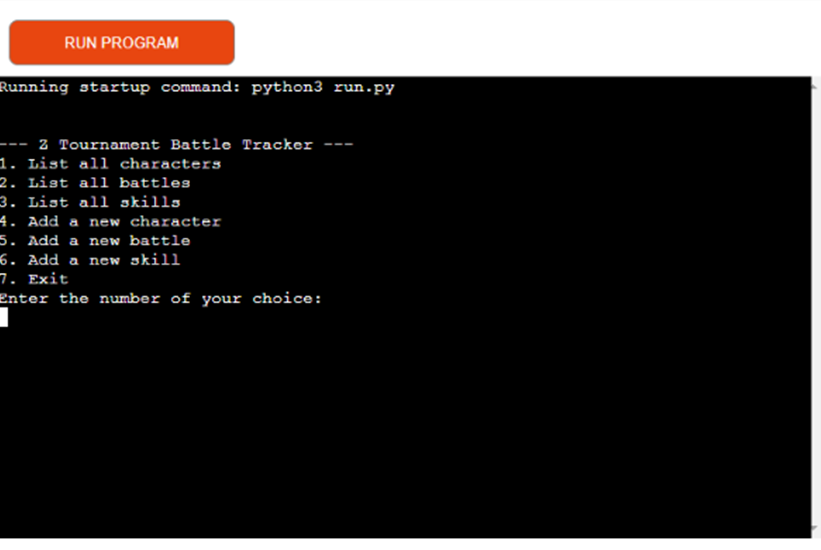 RUN PROGRAM
Running startup command: python3 run.py
--- Z Tournament Battle Tracker ---
1. List all characters
2. List all battles
3. List all skills
4. Add a new character
5. Add a new battle
6. Add a new skill
7. Exit
Enter the number of your choice: